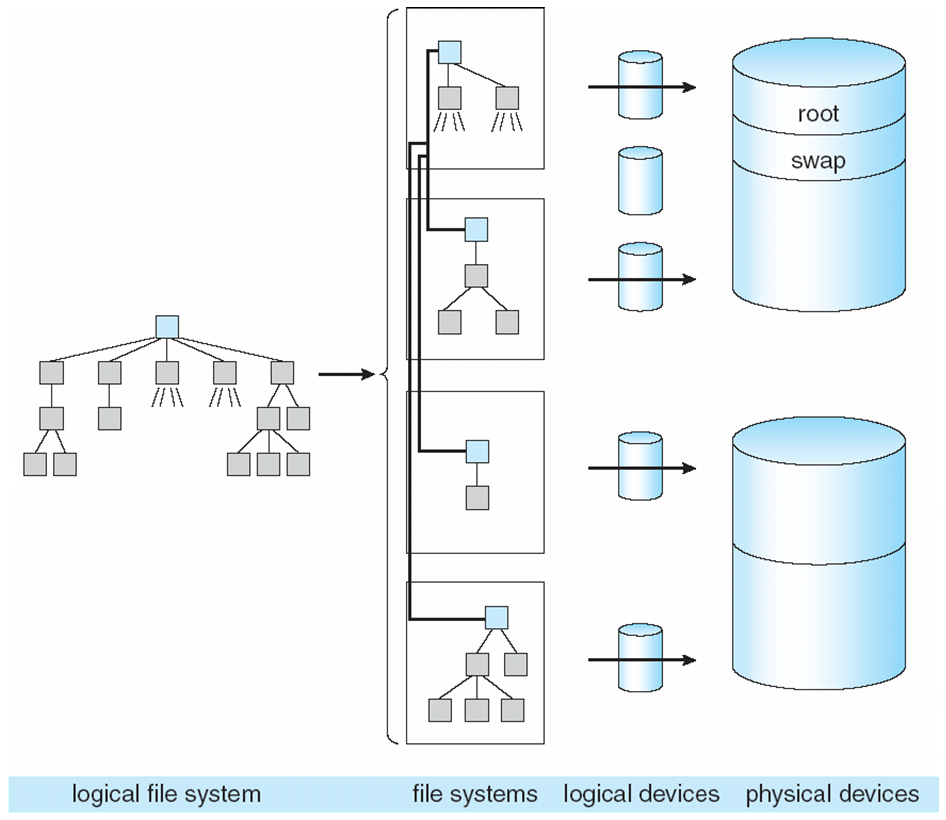 root
swap
logical file system
file systems
logical devices
physical devices